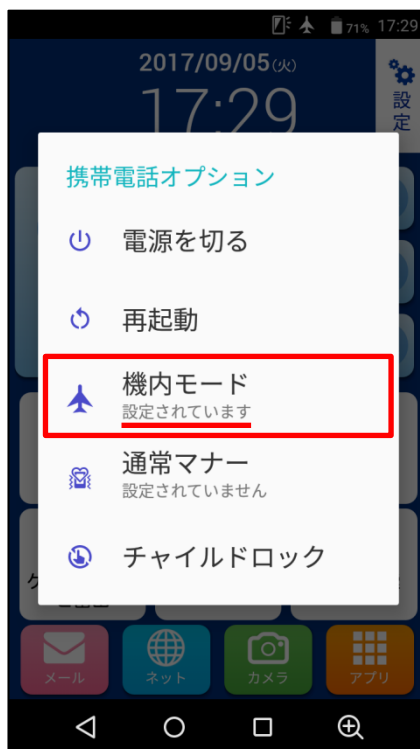 71% 17:29
2017/09/05(火)
17:29
設定
携帯電話オプション
電源を切る
再起動
機内モード
設定されています
通常マナー
設定されていません
チャイルドロック
メール
ネット
カメラ
アプリ